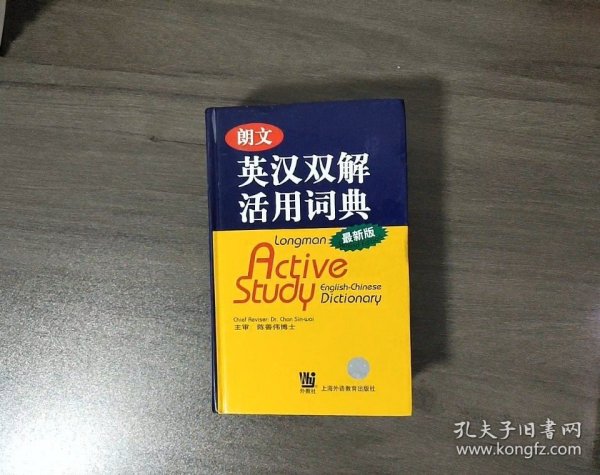 朗文
英汉双解
活用词典
最新版
Longman
Active
Study
English-Chinese
Dictionary
Chief Reviser: Dr. Chan Sin-wai
主审 陈善伟博士
外教社
上海外语教育出版社
孔夫子旧书网
www.kongfz.com